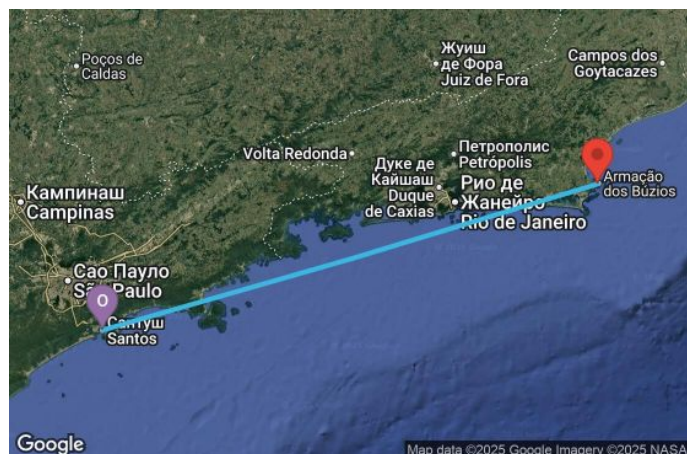 Poços de
Caldas
Жуиш
де Фора
Juiz de Fora
Campos dos
Goytacazes
Volta Redonda
Петрополис
Petrópolis
Дуке де
Кайшаш
Duque
de Caxias
Armação
dos Búzios
Рио де
Жанейро
Rio de Janeiro
Кампинаш
Campinas
Сао Пауло
São Paulo
O
Сантуш
Santos
Google
Map data ©2025 Google Imagery ©2025 NASA